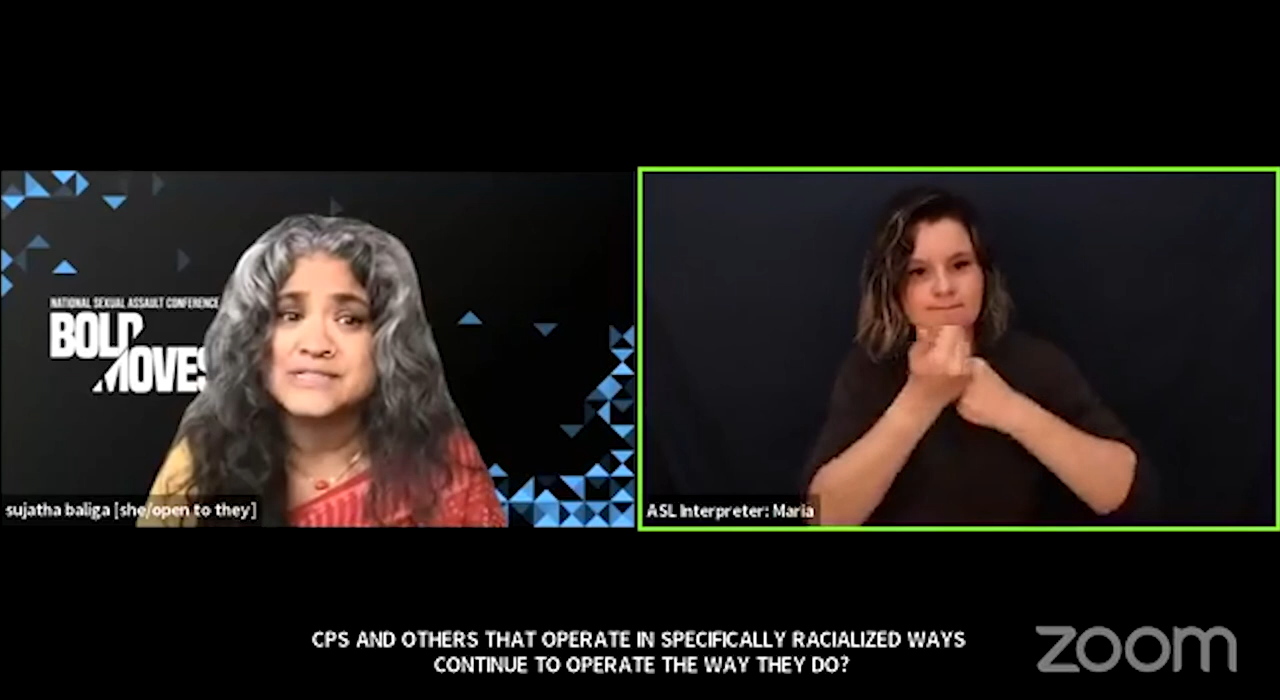 NATIONAL SEXUAL ASSAULT CONFERENCE
BOLD
MOVES
sujatha baliga [she/open to they]
ASL Interpreter: Maria
CPS AND OTHERS THAT OPERATE IN SPECIFICALLY RACIALIZED WAYS
CONTINUE TO OPERATE THE WAY THEY DO?
zoom